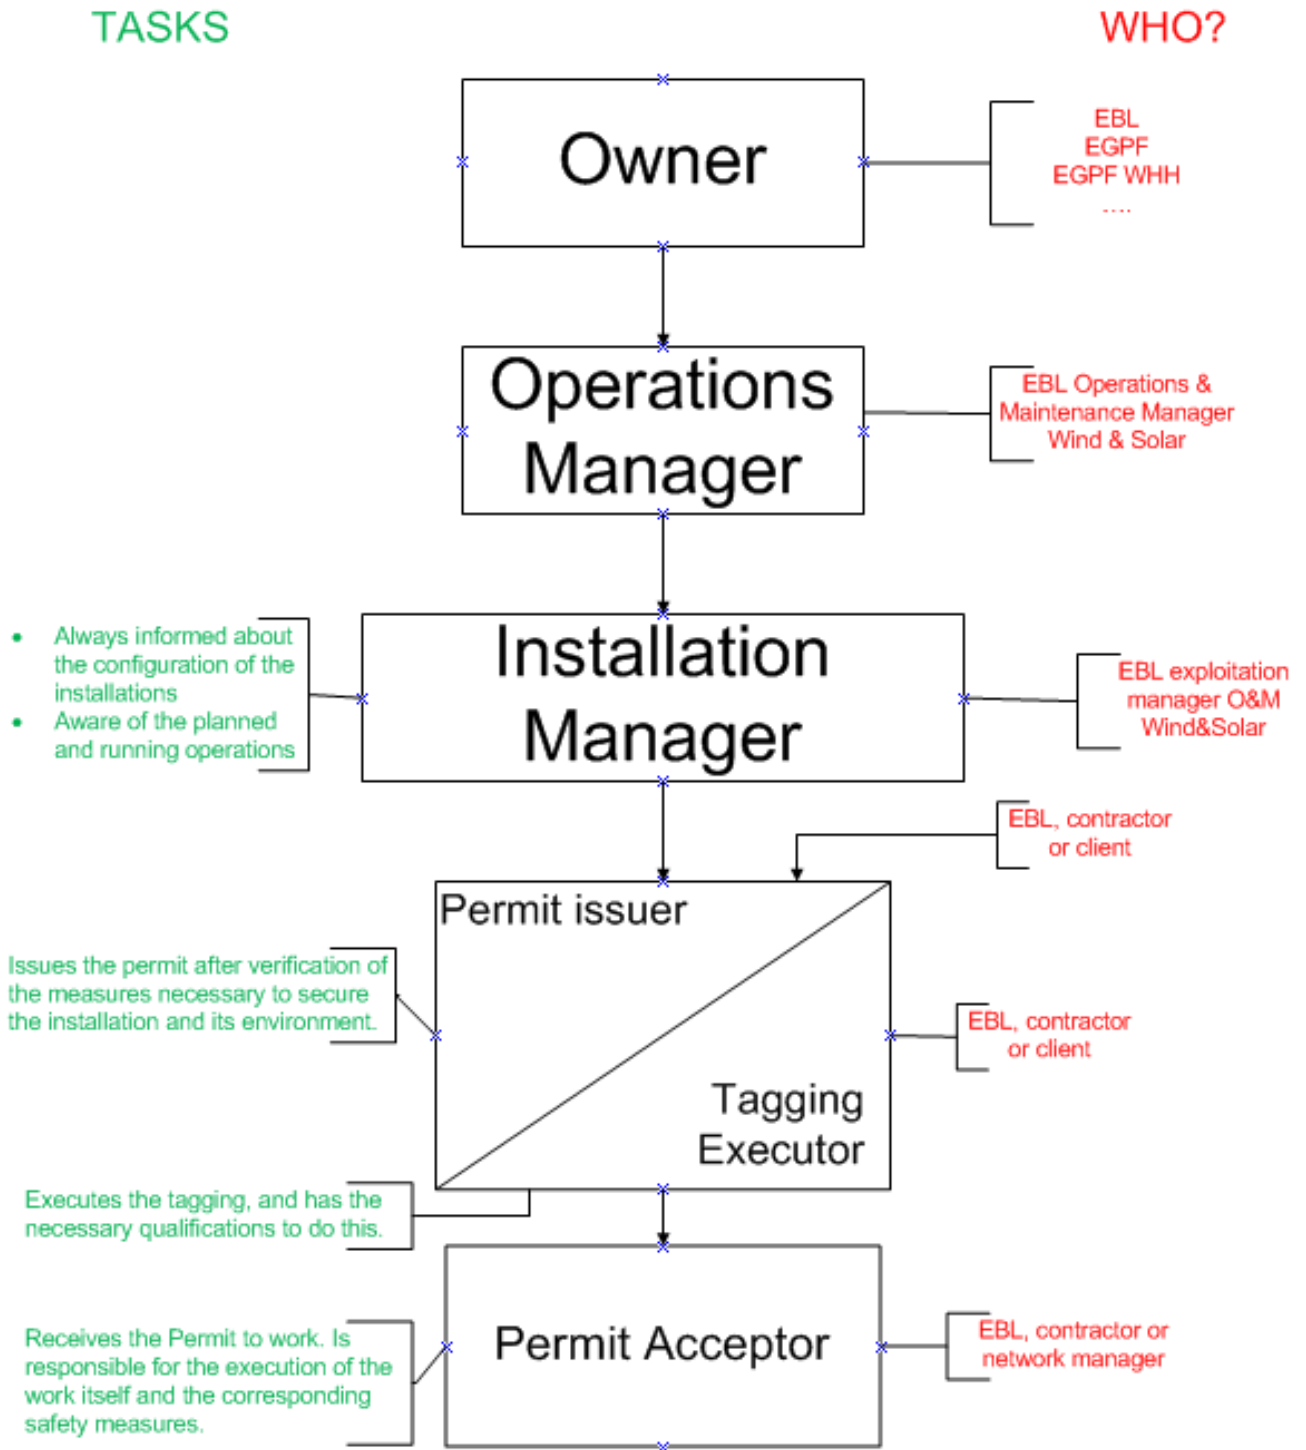 TASKS
WHO?
Owner
EBL
EGPF
EGPF WHH
....
Operations
Manager
EBL Operations &
Maintenance Manager
Wind & Solar
• Always informed about
the configuration of the
installations
• Aware of the planned
and running operations
Installation
Manager
EBL exploitation
manager O&M
Wind&Solar
EBL, contractor
or client
Permit issuer
Issues the permit after verification of
the measures necessary to secure
the installation and its environment.
EBL, contractor
or client
Tagging
Executor
Executes the tagging, and has the
necessary qualifications to do this.
Receives the Permit to work. Is
responsible for the execution of the
work itself and the corresponding
safety measures.
Permit Acceptor
EBL, contractor or
network manager